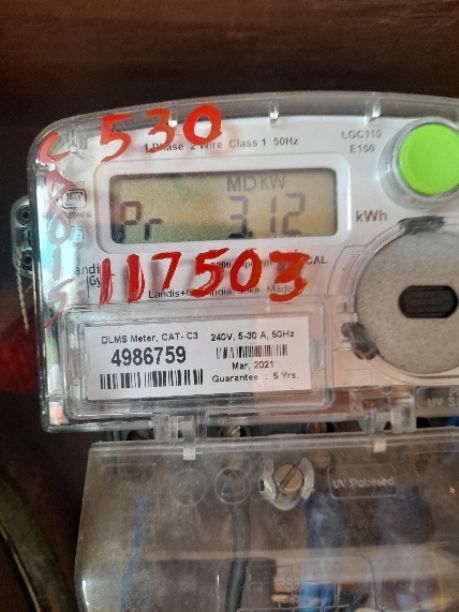 530
1 Phase 2 Wire Class 1 50Hz
LGC110
E150
MD kW
Pr 3.12
kWh
117503
DLMS Meter, CAT- C3
4986759
240V, 5-30 A, 50Hz
Mar, 2021
Guarantee : 5 Yrs.
UV Stabilised